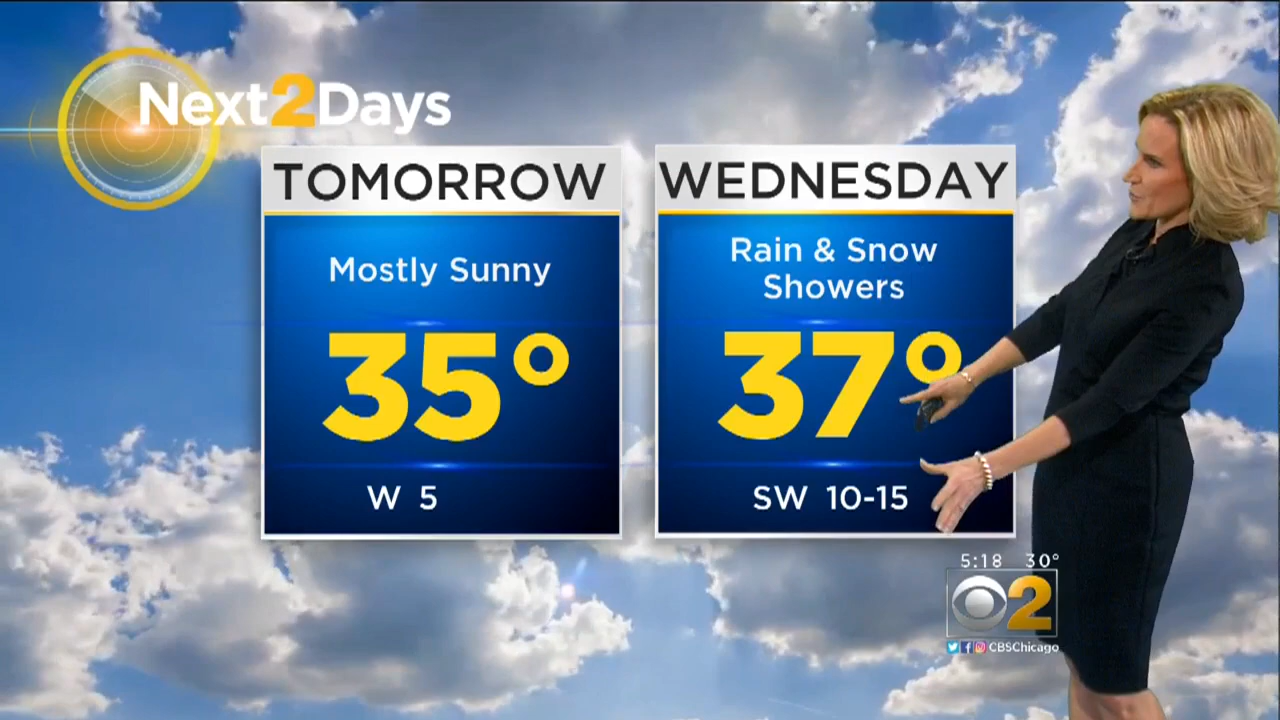 Next2Days
TOMORROW
Mostly Sunny
35°
W 5
WEDNESDAY
Rain & Snow
Showers
37°
SW 10-15
5:18 30°
2
CBSChicago